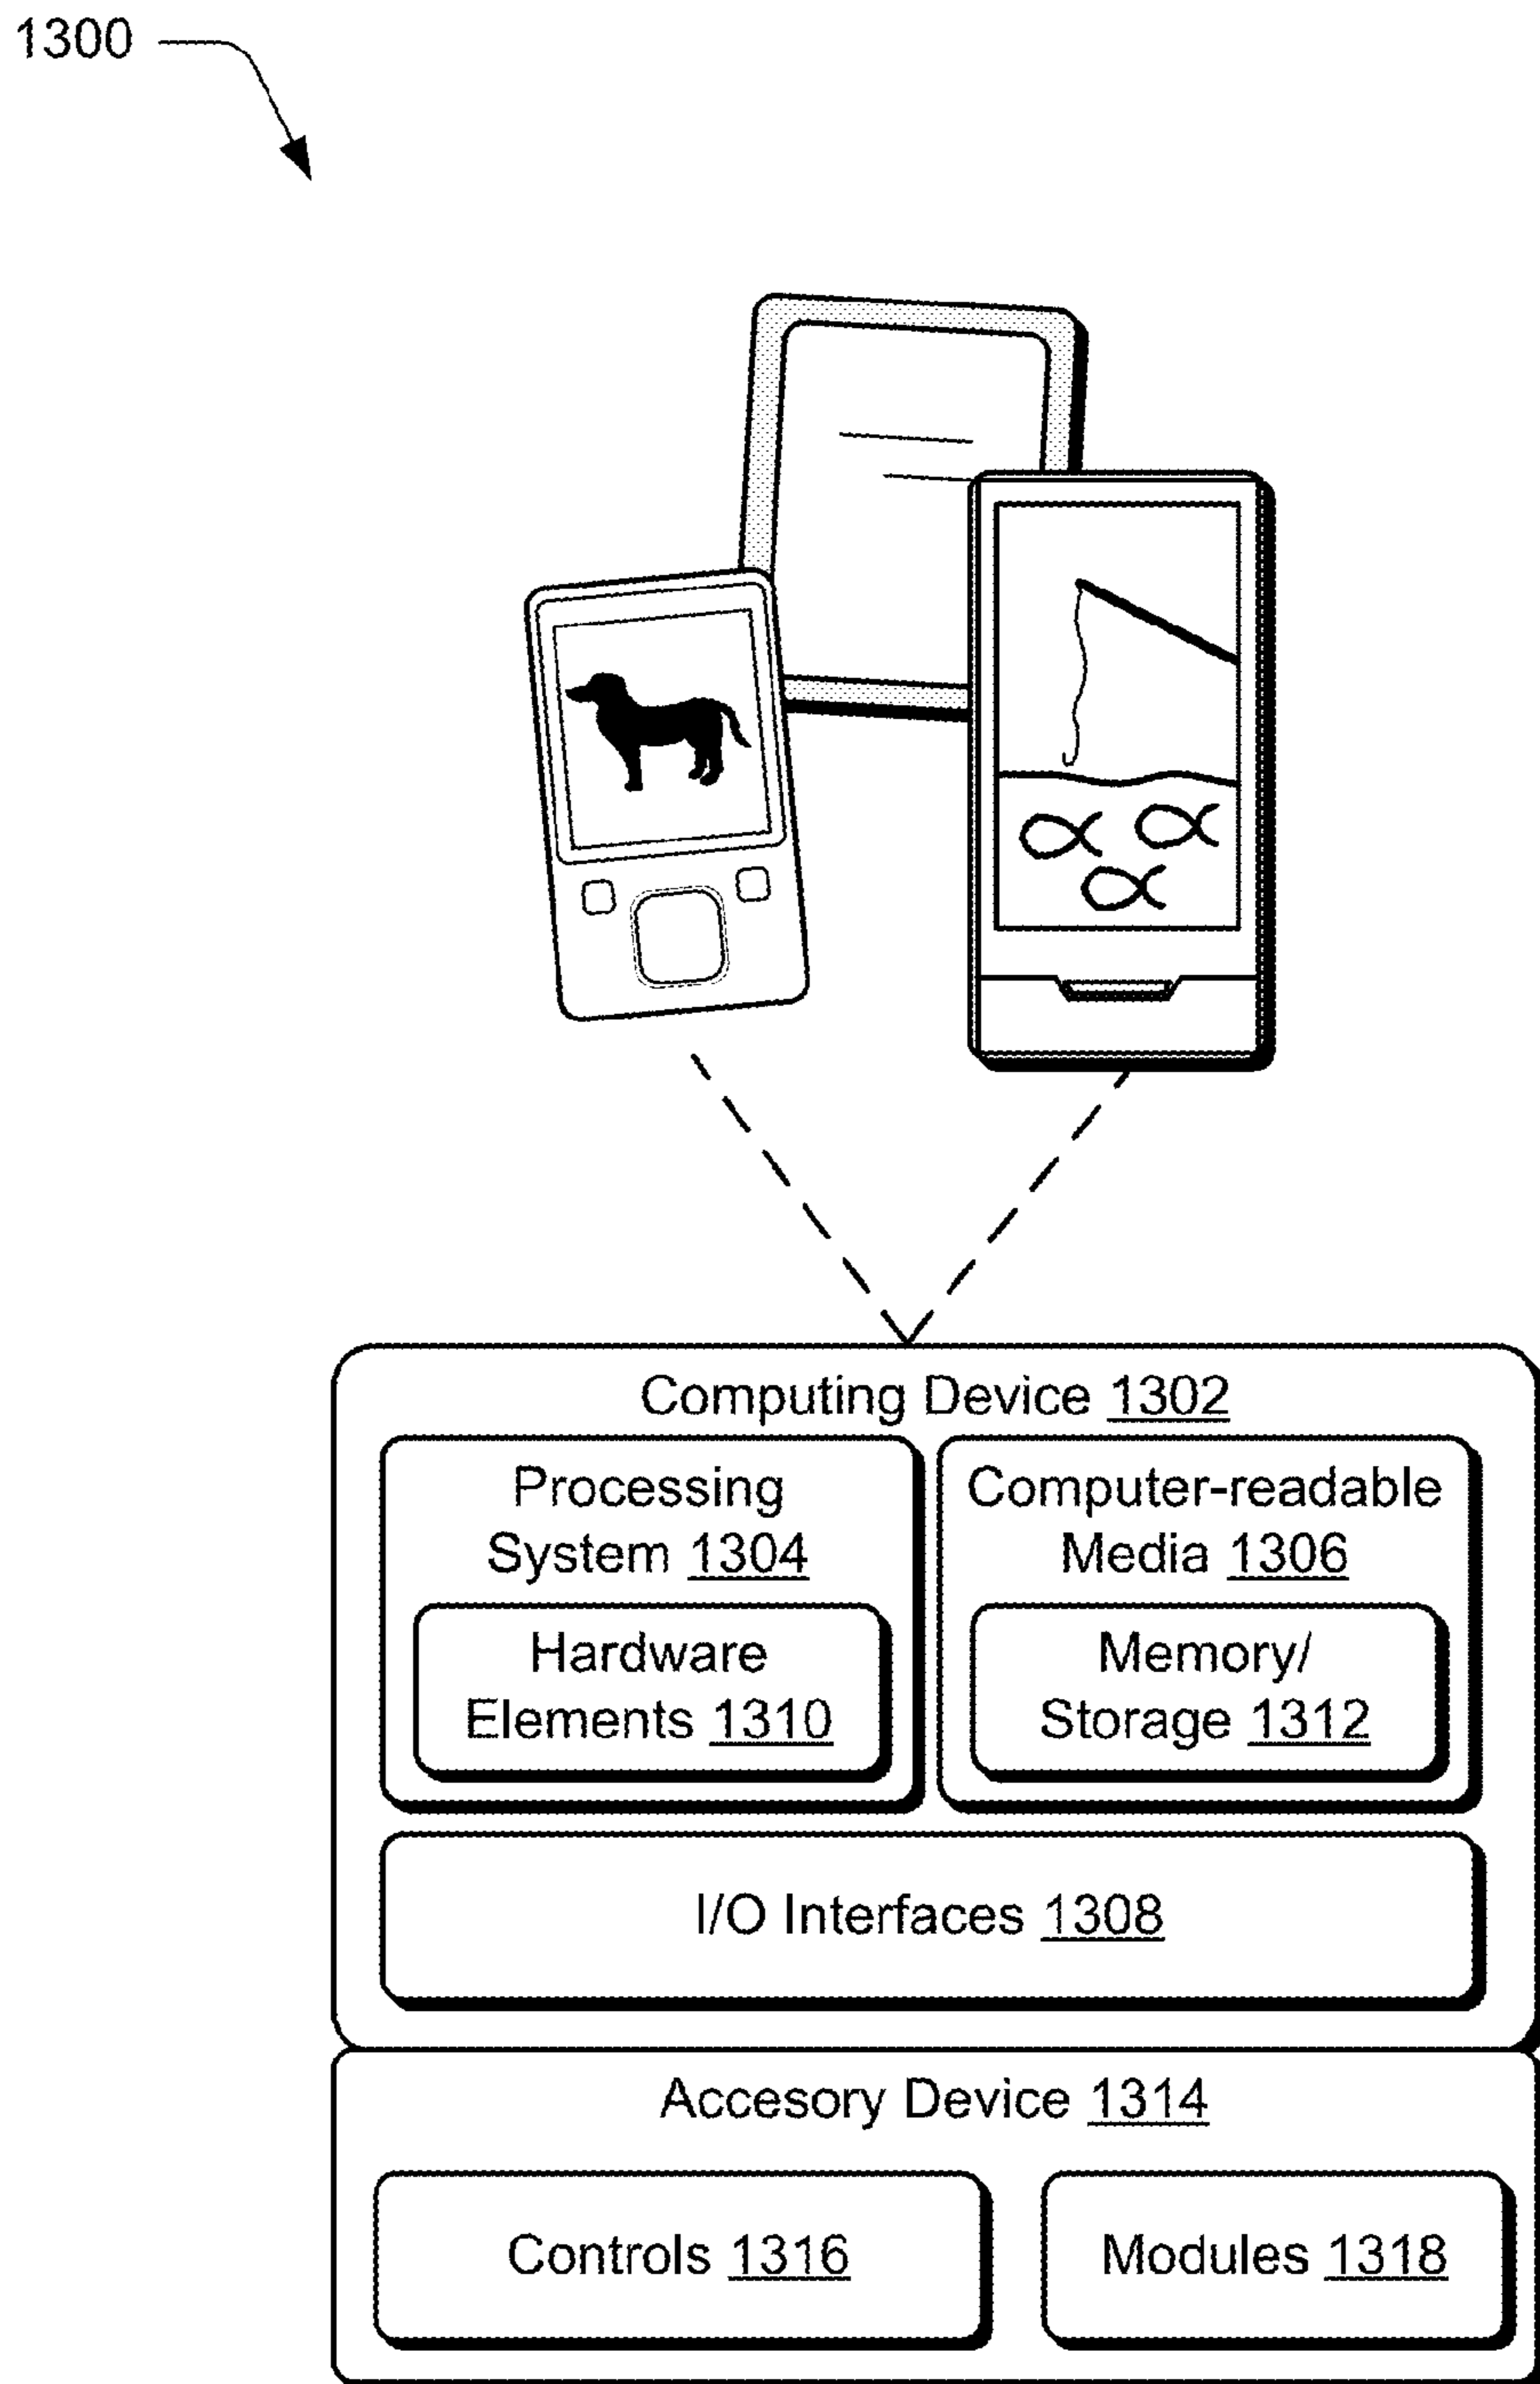 1300
Computing Device 1302
Processing
System 1304
Hardware
Elements 1310
Computer-readable
Media 1306
Memory/
Storage 1312
I/O Interfaces 1308
Accesory Device 1314
Controls 1316
Modules 1318